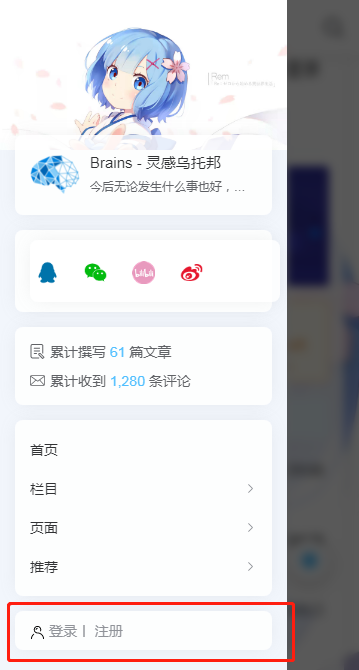 Rem
Brains - 灵感乌托邦
今后无论发生什么事也好，...
累计撰写 61 篇文章
累计收到 1,280 条评论
首页
栏目
页面
推荐
登录丨 注册